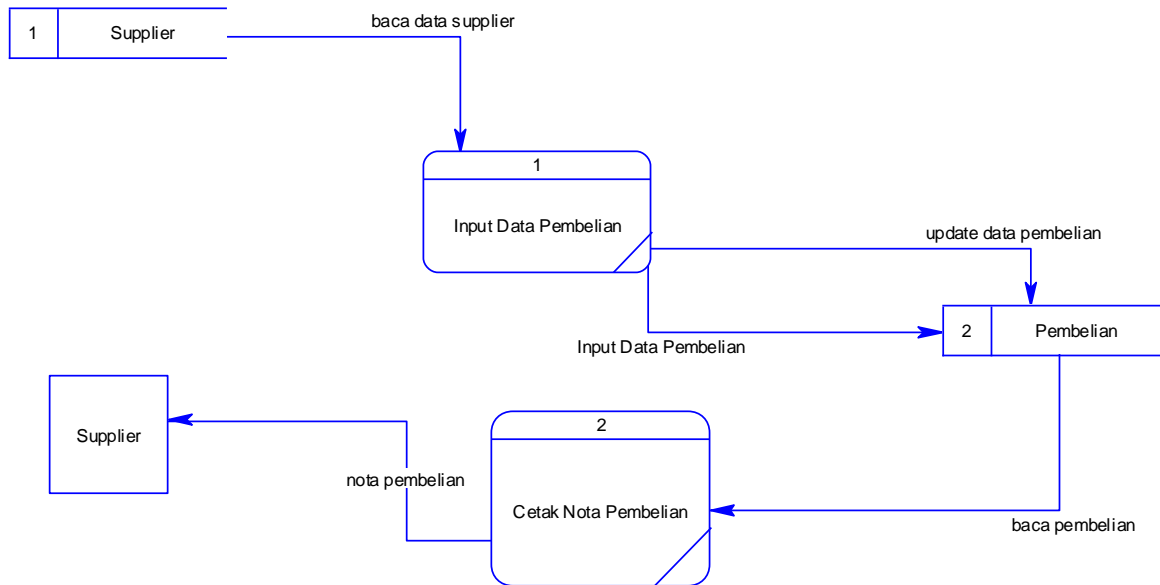 baca data supplier
1
Supplier
1
Input Data Pembelian
update data pembelian
2
Pembelian
Input Data Pembelian
Supplier
2
nota pembelian
Cetak Nota Pembelian
baca pembelian